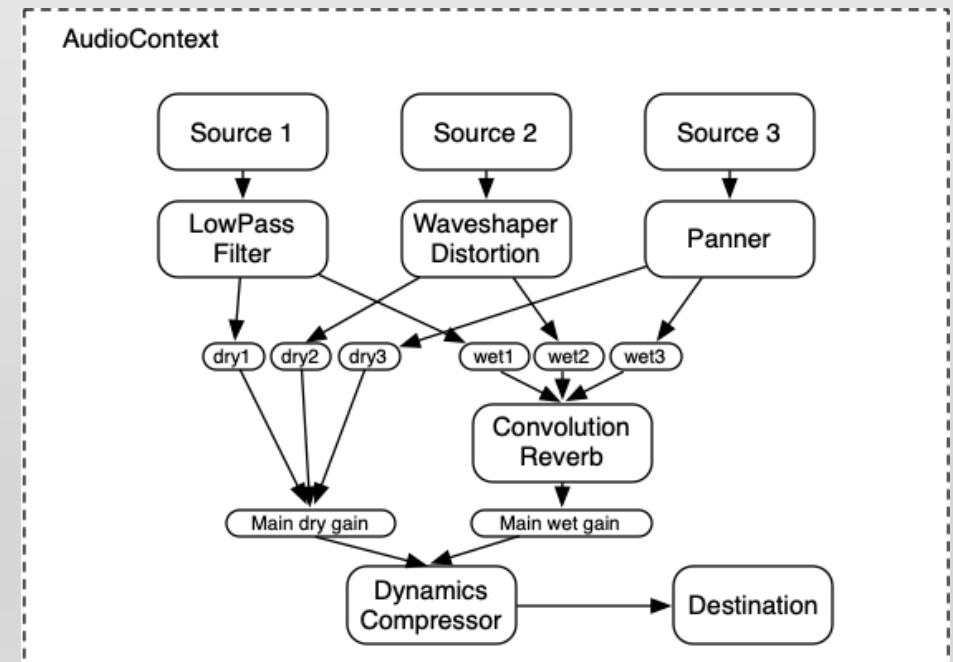 AudioContext
Source 1
Source 2
Source 3
LowPass
Filter
Waveshaper
Distortion
Panner
dry1
dry2
dry3
wet1
wet2
wet3
Convolution
Reverb
Main dry gain
Main wet gain
Dynamics
Compressor
Destination